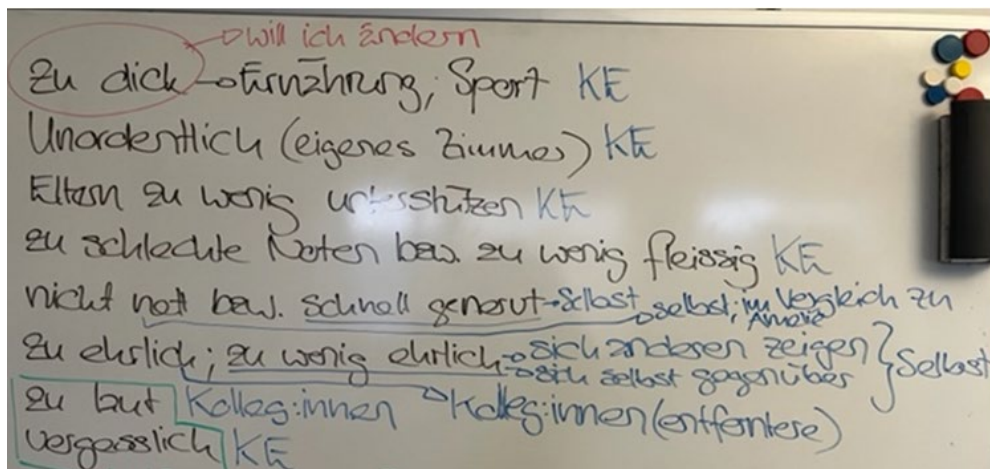 will ich ändern
Zu dick → Ernährung; Sport KE
Unordentlich (eigenes Zimmer) KE
Eltern zu wenig unterstützen KE
zu schlechte Noten bzw. zu wenig fleissig KE
nicht nett bzw. schnell genervt → Selbst → selbst; im Vergleich zu
zu ehrlich; zu wenig ehrlich → sich anderen zeigen } Selbst
→ sich selbst gegenüber
zu laut Kolleg:innen → Kolleg:innen (entferntere)
Vergesslich KE